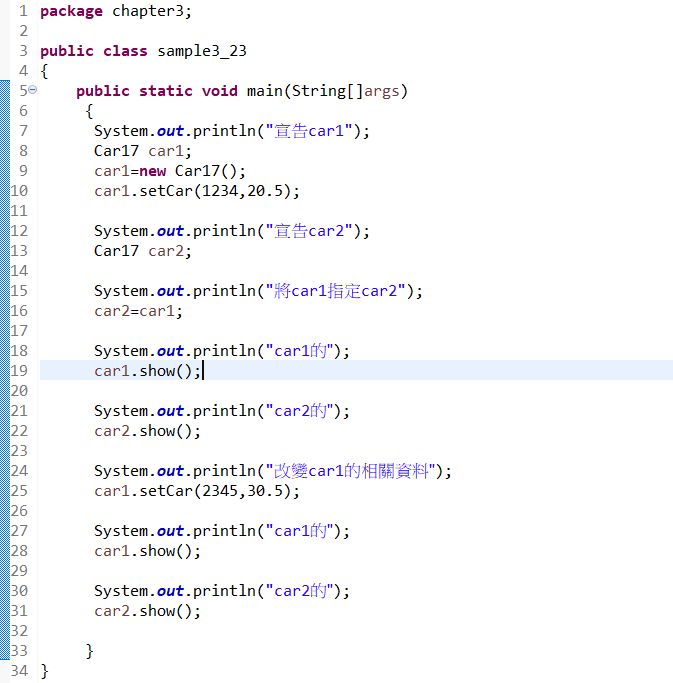 1 package chapter3;
2
3 public class sample3_23
4 {
5 public static void main(String[]args)
6 {
7 System.out.println("宣告car1");
8 Car17 car1;
9 car1=new Car17();
10 car1.setCar(1234,20.5);
11
12 System.out.println("宣告car2");
13 Car17 car2;
14
15 System.out.println("將car1指定car2");
16 car2=car1;
17
18 System.out.println("car1的");
19 car1.show();
20
21 System.out.println("car2的");
22 car2.show();
23
24 System.out.println("改變car1的相關資料");
25 car1.setCar(2345,30.5);
26
27 System.out.println("car1的");
28 car1.show();
29
30 System.out.println("car2的");
31 car2.show();
32
33 }
34 }